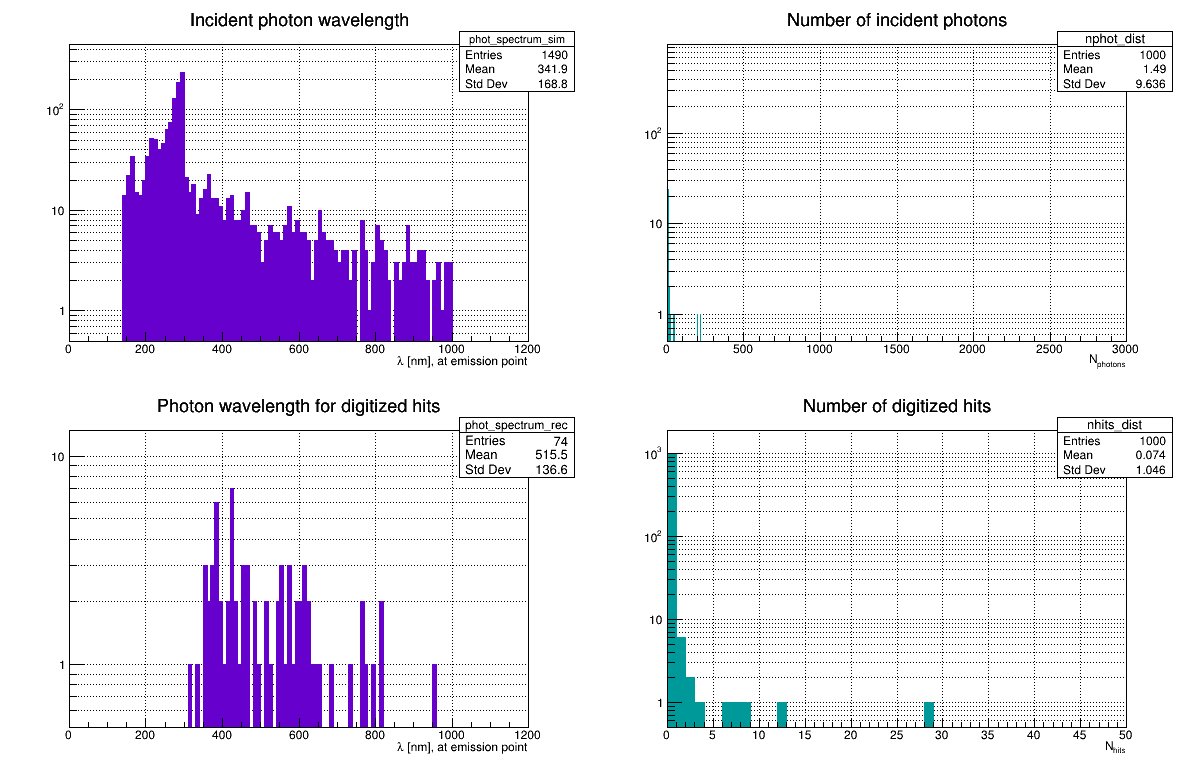 Incident photon wavelength
phot_spectrum_sim
Entries 1490
Mean 341.9
Std Dev 168.8
10²
10
1
0 200 400 600 800 1000 1200
λ [nm], at emission point
Number of incident photons
nphot_dist
Entries 1000
Mean 1.49
Std Dev 9.636
10²
10
1
0 500 1000 1500 2000 2500 3000
N_photons
Photon wavelength for digitized hits
phot_spectrum_rec
Entries 74
Mean 515.5
Std Dev 136.6
10
1
0 200 400 600 800 1000 1200
λ [nm], at emission point
Number of digitized hits
nhits_dist
Entries 1000
Mean 0.074
Std Dev 1.046
10³
10²
10
1
0 5 10 15 20 25 30 35 40 45 50
N_hits